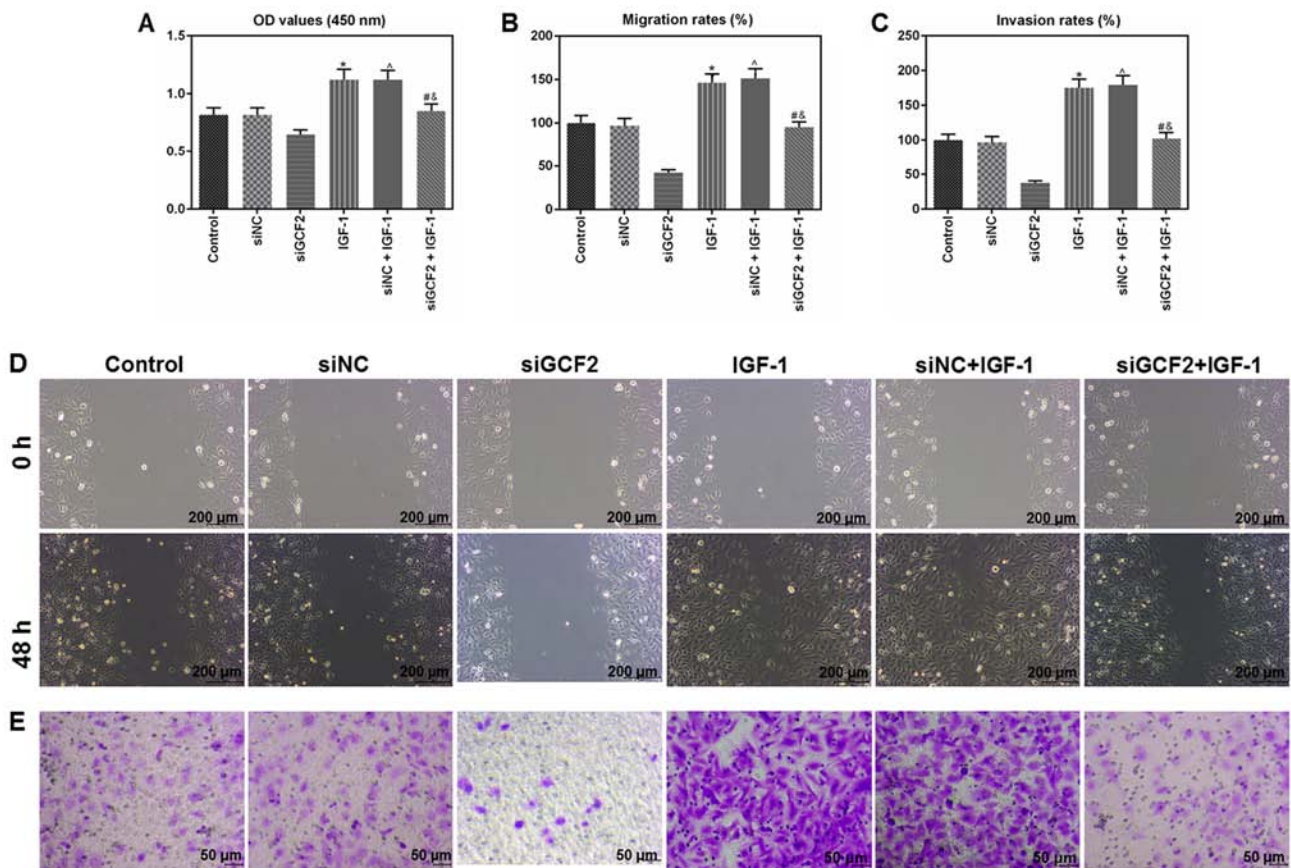 A
OD values (450 nm)
1.5
1.0
0.5
0.0
*
^
#&
Control
siNC
siGCF2
IGF-1
siNC + IGF-1
siGCF2 + IGF-1
B
Migration rates (%)
200
150
100
50
0
*
^
#&
Control
siNC
siGCF2
IGF-1
siNC + IGF-1
siGCF2 + IGF-1
C
Invasion rates (%)
250
200
150
100
50
0
*
^
#&
Control
siNC
siGCF2
IGF-1
siNC + IGF-1
siGCF2 + IGF-1
D
Control siNC siGCF2 IGF-1 siNC+IGF-1 siGCF2+IGF-1
0 h
200 μm 200 μm 200 μm 200 μm 200 μm 200 μm
48 h
200 μm 200 μm 200 μm 200 μm 200 μm 200 μm
E
50 μm 50 μm 50 μm 50 μm 50 μm 50 μm